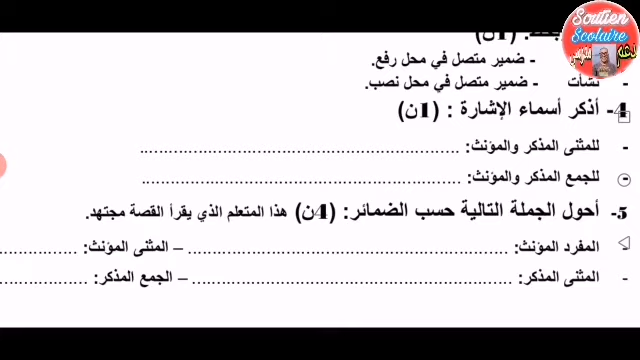 Soutien
Scolaire
(1ن)
- ضمير متصل في محل رفع.
- نشأت - ضمير متصل في محل نصب.
4- أذكر أسماء الإشارة : (1ن)
- للمثنى المذكر والمؤنث: ................................................................
- للجمع المذكر والمؤنث: ................................................................
5- أحول الجملة التالية حسب الضمائر: (4ن) هذا المتعلم الذي يقرأ القصة مجتهد.
المفرد المؤنث: ................................................................ – المثنى المؤنث: ................
- المثنى المذكر: ................................................................ – الجمع المذكر: ..................